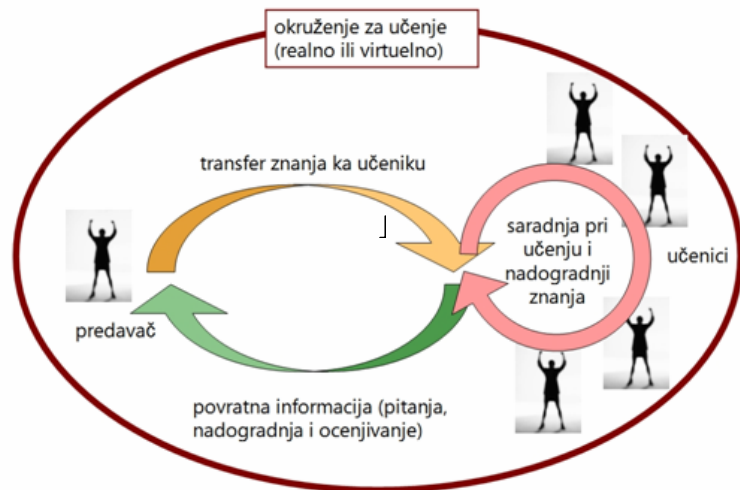 okruženje za učenje
(realno ili virtuelno)
transfer znanja ka učeniku
saradnja pri
učenju i
nadogradnji
znanja
učenici
predavač
povratna informacija (pitanja,
nadogradnja i ocenjivanje)